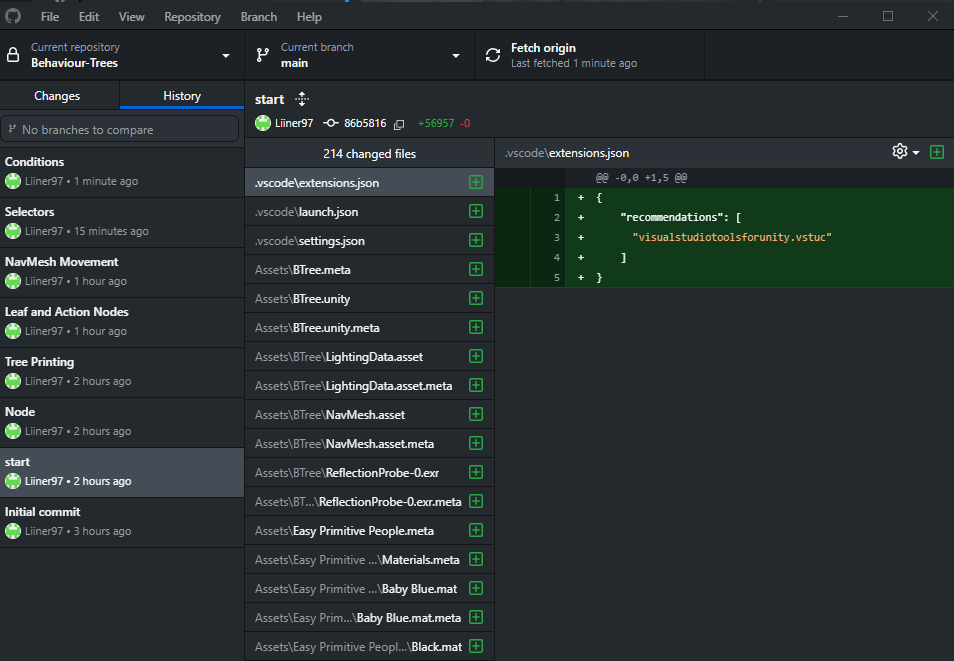 File Edit View Repository Branch Help
Current repository
Behaviour-Trees
Current branch
main
Fetch origin
Last fetched 1 minute ago
Changes
History
No branches to compare
Conditions
Liiner97 • 1 minute ago
Selectors
Liiner97 • 15 minutes ago
NavMesh Movement
Liiner97 • 1 hour ago
Leaf and Action Nodes
Liiner97 • 1 hour ago
Tree Printing
Liiner97 • 2 hours ago
Node
Liiner97 • 2 hours ago
start
Liiner97 • 2 hours ago
Initial commit
Liiner97 • 3 hours ago
start
Liiner97 86b5816 +56957 -0
214 changed files
.vscode\extensions.json
.vscode\launch.json
.vscode\settings.json
Assets\BTree.meta
Assets\BTree.unity
Assets\BTree.unity.meta
Assets\BTree\LightingData.asset
Assets\BTree\LightingData.asset.meta
Assets\BTree\NavMesh.asset
Assets\BTree\NavMesh.asset.meta
Assets\BTree\ReflectionProbe-0.exr
Assets\BT...\ReflectionProbe-0.exr.meta
Assets\Easy Primitive People.meta
Assets\Easy Primitive ...\Materials.meta
Assets\Easy Primitive ...\Baby Blue.mat
Assets\Easy Prim...\Baby Blue.mat.meta
Assets\Easy Primitive Peopl...\Black.mat
.vscode\extensions.json
@@ -0,0 +1,5 @@
1 + {
2 + "recommendations": [
3 + "visualstudiotoolsforunity.vstuc"
4 + ]
5 + }